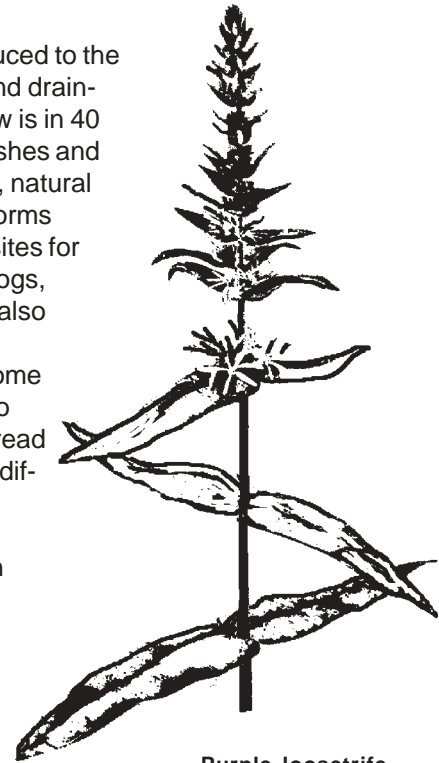 uced to the
nd drain-
w is in 40
shes and
, natural
orms
sites for
ogs,
also
ome
o
read
dif-
n
Purple loosestrife